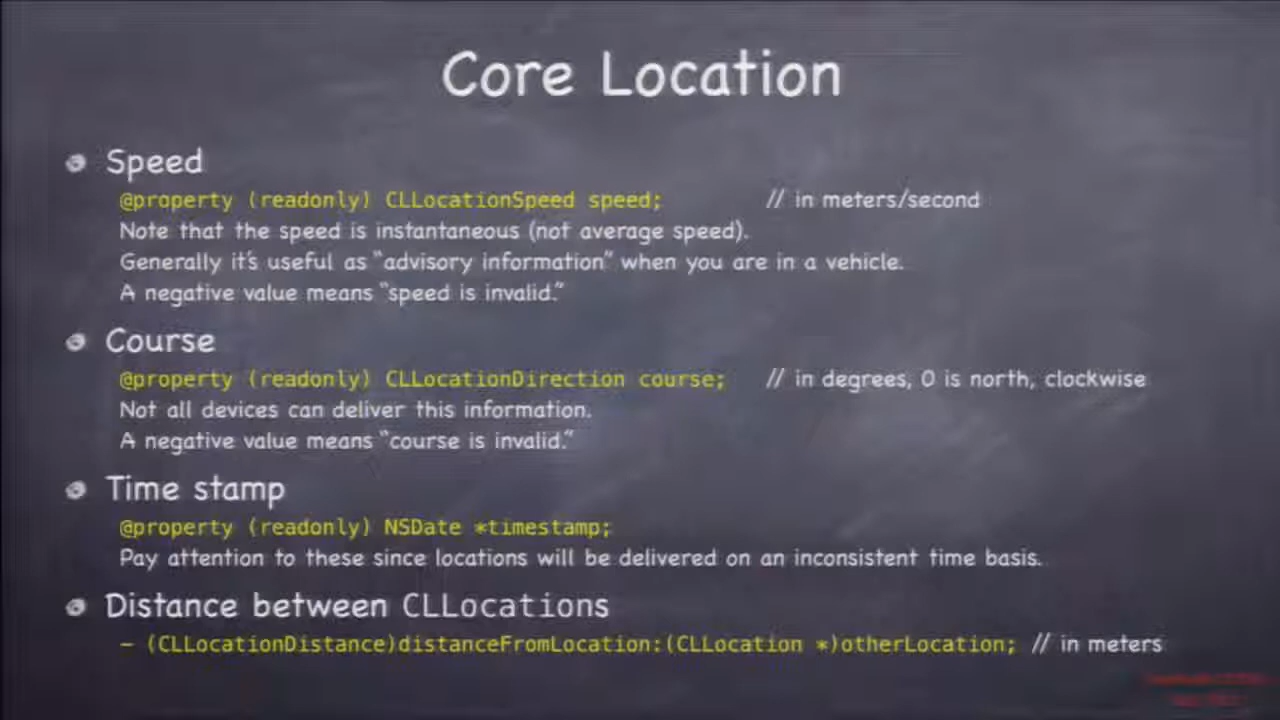 Core Location
Speed
@property (readonly) CLLocationSpeed speed; // in meters/second
Note that the speed is instantaneous (not average speed).
Generally it's useful as "advisory information" when you are in a vehicle.
A negative value means "speed is invalid."
Course
@property (readonly) CLLocationDirection course; // in degrees, 0 is north, clockwise
Not all devices can deliver this information.
A negative value means "course is invalid."
Time stamp
@property (readonly) NSDate *timestamp;
Pay attention to these since locations will be delivered on an inconsistent time basis.
Distance between CLLocations
- (CLLocationDistance)distanceFromLocation:(CLLocation *)otherLocation; // in meters